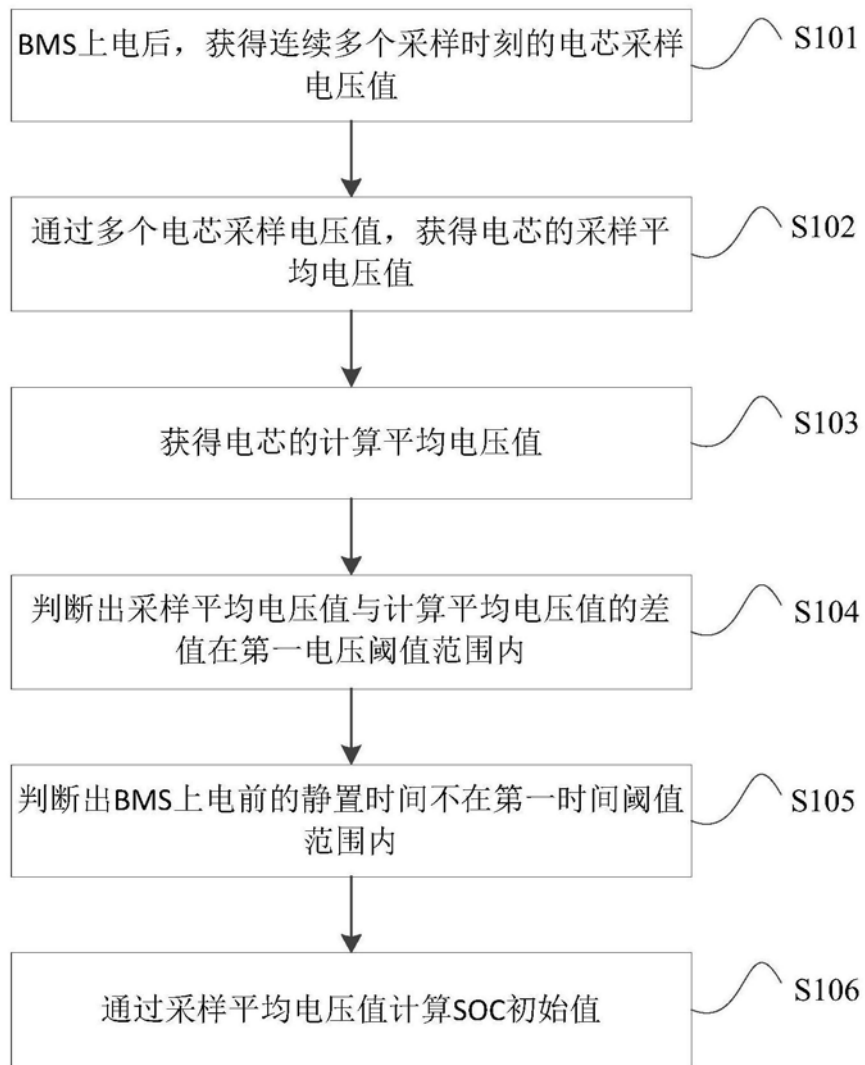 BMS上电后，获得连续多个采样时刻的电芯采样
电压值
S101
通过多个电芯采样电压值，获得电芯的采样平
均电压值
S102
获得电芯的计算平均电压值
S103
判断出采样平均电压值与计算平均电压值的差
值在第一电压阈值范围内
S104
判断出BMS上电前的静置时间不在第一时间阈值
范围内
S105
通过采样平均电压值计算SOC初始值
S106